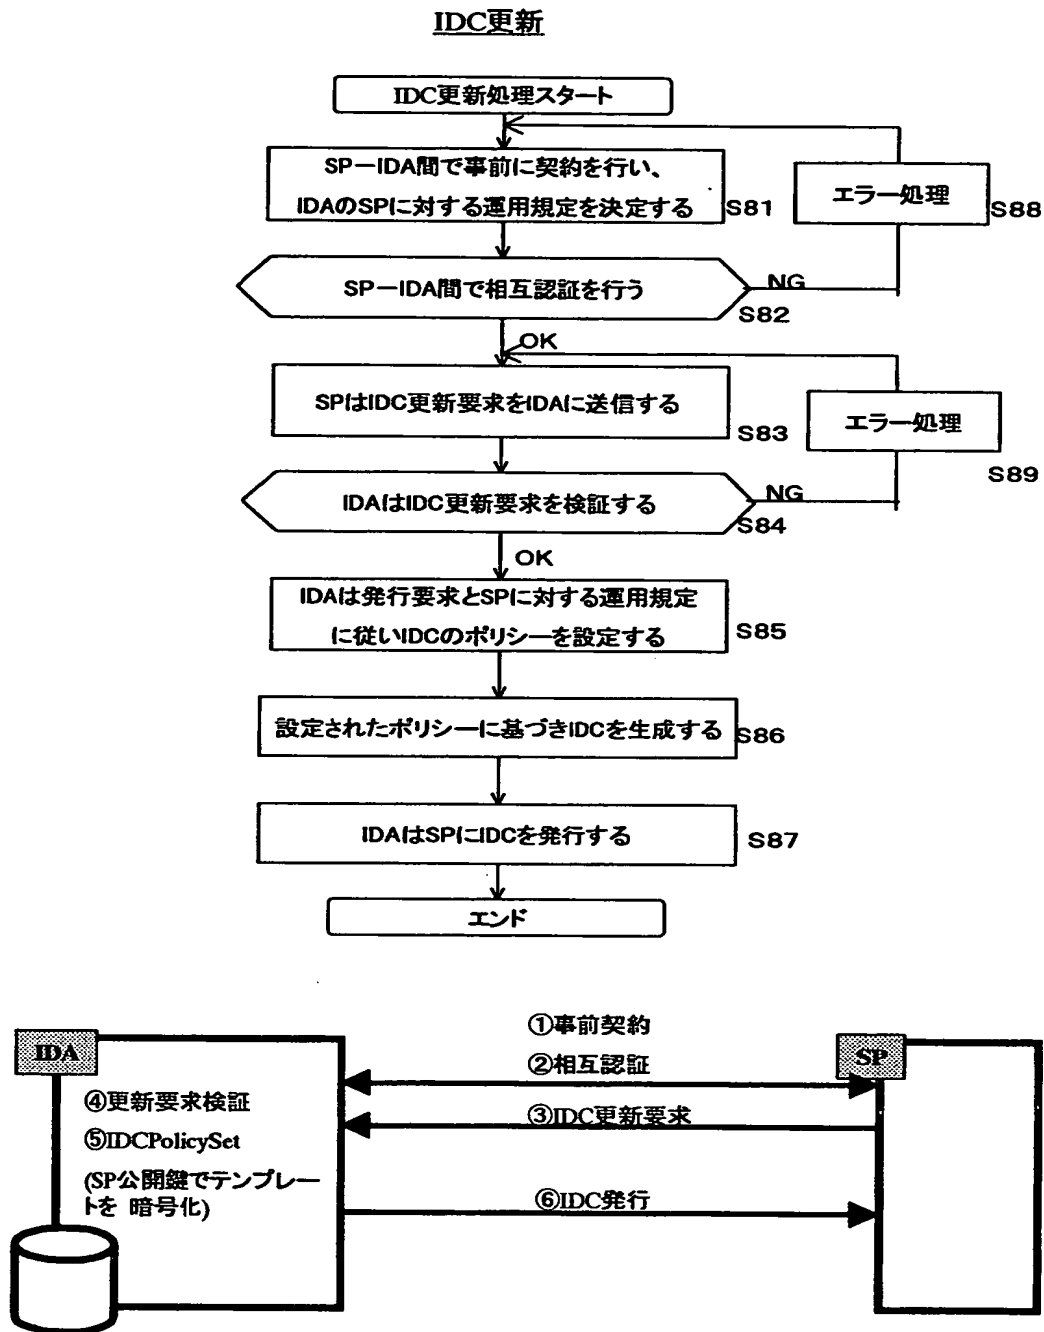 IDC更新
IDC更新処理スタート
SP－IDA間で事前に契約を行い、
IDAのSPに対する運用規定を決定する
S81
エラー処理
S88
SP－IDA間で相互認証を行う
NG
S82
OK
SPはIDC更新要求をIDAに送信する
S83
エラー処理
S89
IDAはIDC更新要求を検証する
NG
S84
OK
IDAは発行要求とSPに対する運用規定
に従いIDCのポリシーを設定する
S85
設定されたポリシーに基づきIDCを生成する
S86
IDAはSPにIDCを発行する
S87
エンド
IDA
①事前契約
②相互認証
SP
③IDC更新要求
④更新要求検証
⑤IDCPolicySet
(SP公開鍵でテンプレー
トを 暗号化)
⑥IDC発行